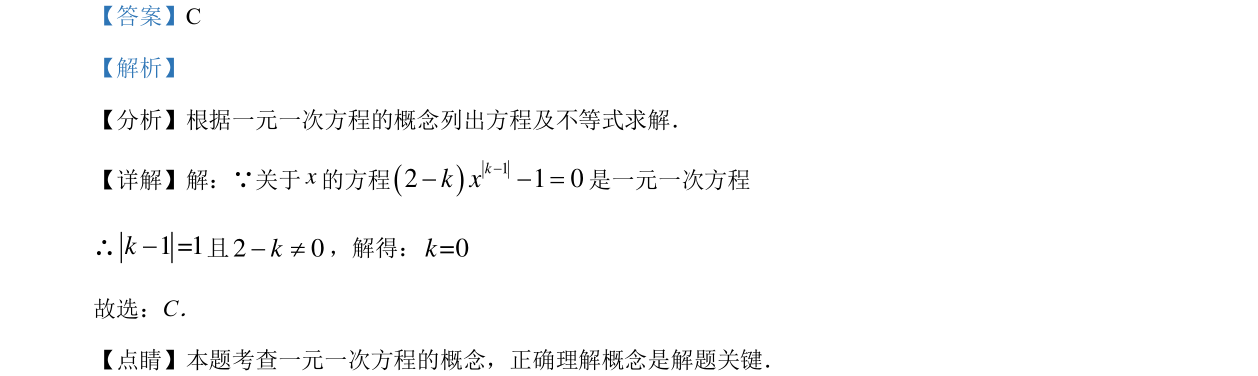 【答案】C
【解析】
【分析】根据一元一次方程的概念列出方程及不等式求解．
【详解】解：∵关于 x 的方程(2−k)x^|k−1| −1=0 是一元一次方程
∴|k−1|=1且2−k≠0，解得：k=0
故选：C．
【点睛】本题考查一元一次方程的概念，正确理解概念是解题关键．